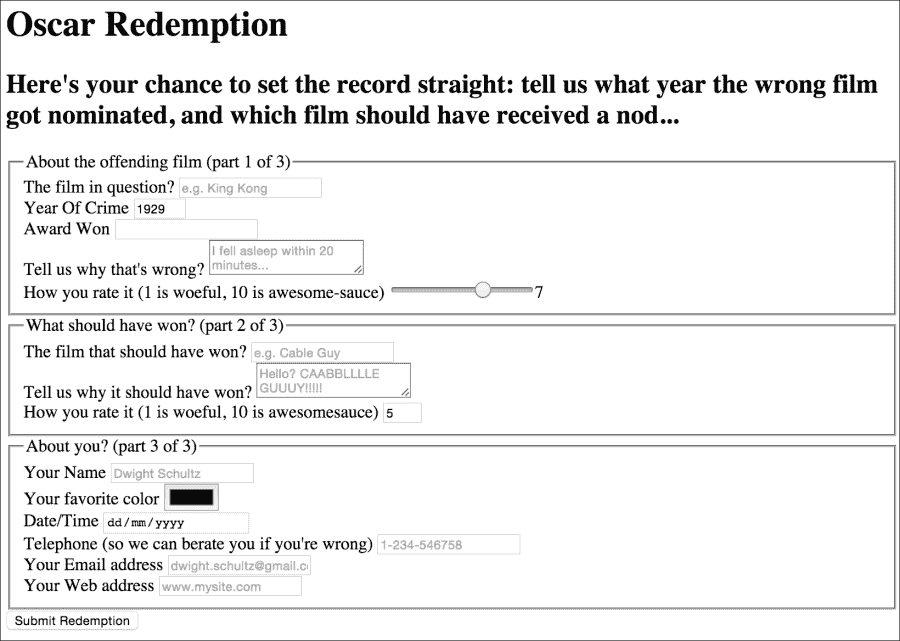 Oscar Redemption
Here's your chance to set the record straight: tell us what year the wrong film
got nominated, and which film should have received a nod...
About the offending film (part 1 of 3)
The film in question? e.g. King Kong
Year Of Crime 1929
Award Won
I fell asleep within 20
minutes...
Tell us why that's wrong?
How you rate it (1 is woeful, 10 is awesome-sauce) 7
What should have won? (part 2 of 3)
The film that should have won? e.g. Cable Guy
Hello? CAABBLLLLE
GUUUY!!!!!
Tell us why it should have won?
How you rate it (1 is woeful, 10 is awesomesauce) 5
About you? (part 3 of 3)
Your Name Dwight Schultz
Your favorite color
Date/Time dd/mm/yyyy
Telephone (so we can berate you if you're wrong) 1-234-546758
Your Email address dwight.schultz@gmail.c
Your Web address www.mysite.com
Submit Redemption